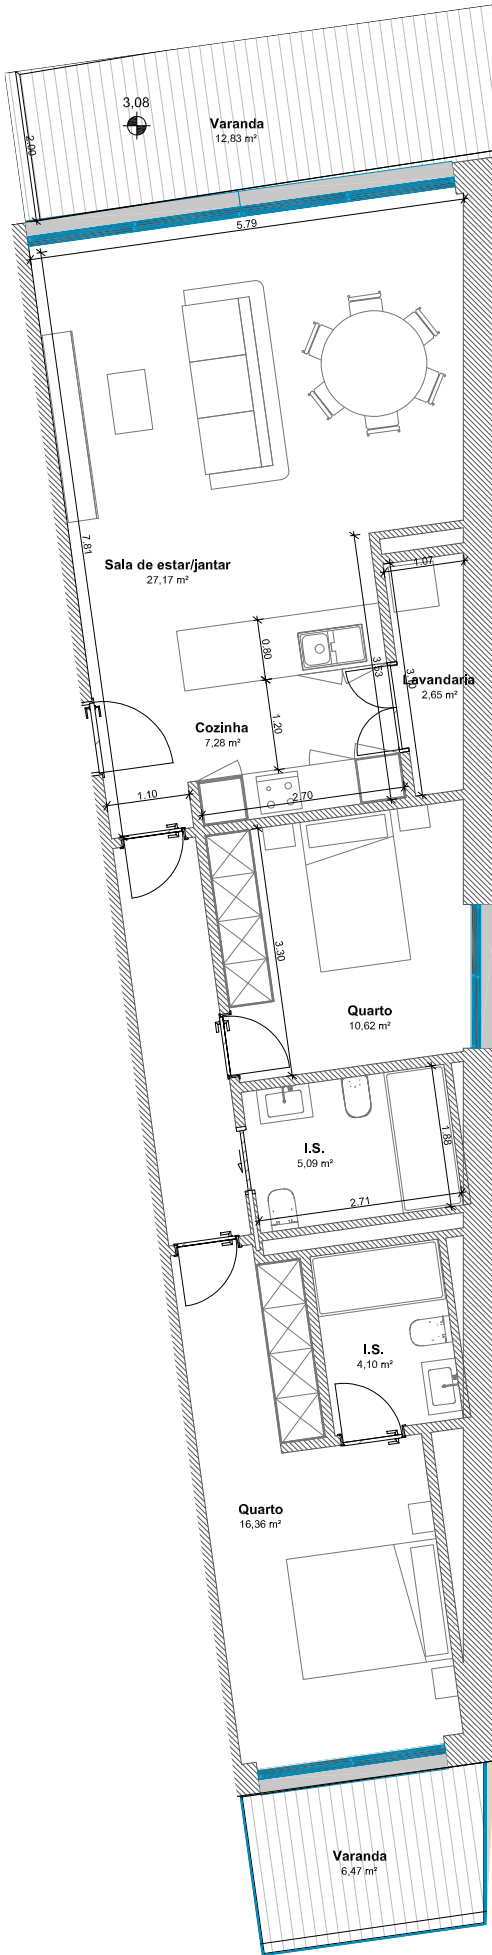 3,08
Varanda
12,83 m²
2.00
5.79
7.81
Sala de estar/jantar
27,17 m²
1.07
0.80
3.53
Lavandaria
2,65 m²
Cozinha
7,28 m²
1.20
2.70
1.10
3.30
Quarto
10,62 m²
I.S.
5,09 m²
1.88
2.71
I.S.
4,10 m²
Quarto
16,36 m²
Varanda
6,47 m²